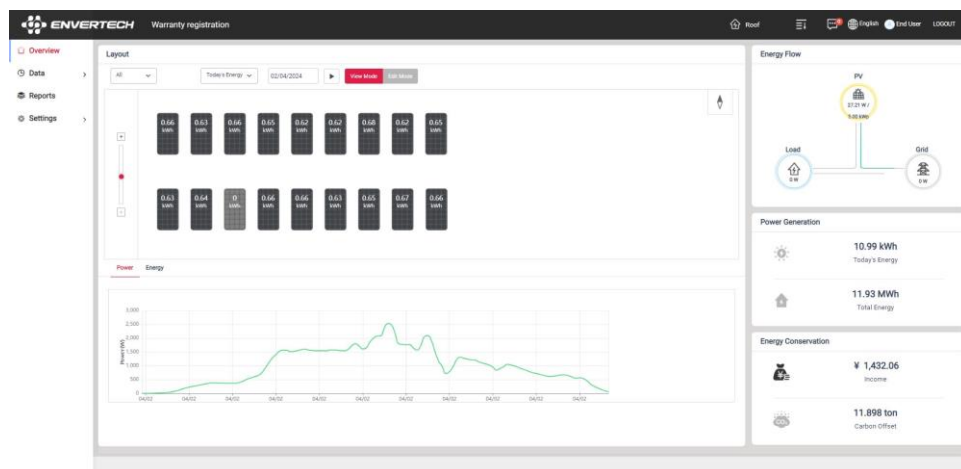 ENVERTECH Warranty registration Roof English End User LOGOUT
Overview
Data
Reports
Settings
Layout
All Today's Energy 02/04/2024 View Mode Edit Mode
0.66 kWh 0.63 kWh 0.66 kWh 0.65 kWh 0.62 kWh 0.62 kWh 0.68 kWh 0.62 kWh 0.65 kWh
0.63 kWh 0.64 kWh 0 kWh 0.66 kWh 0.66 kWh 0.63 kWh 0.65 kWh 0.67 kWh 0.66 kWh
Power Energy
Power(W)
3,000
2,500
2,000
1,500
1,000
500
0
04/02 04/02 04/02 04/02 04/02 04/02 04/02 04/02 04/02 04/02 04/02
Energy Flow
PV
27.21 W /
5.00 kWp
Load
0 W
Grid
0 W
Power Generation
10.99 kWh
Today's Energy
11.93 MWh
Total Energy
Energy Conservation
¥ 1,432.06
Income
CO₂
11.898 ton
Carbon Offset